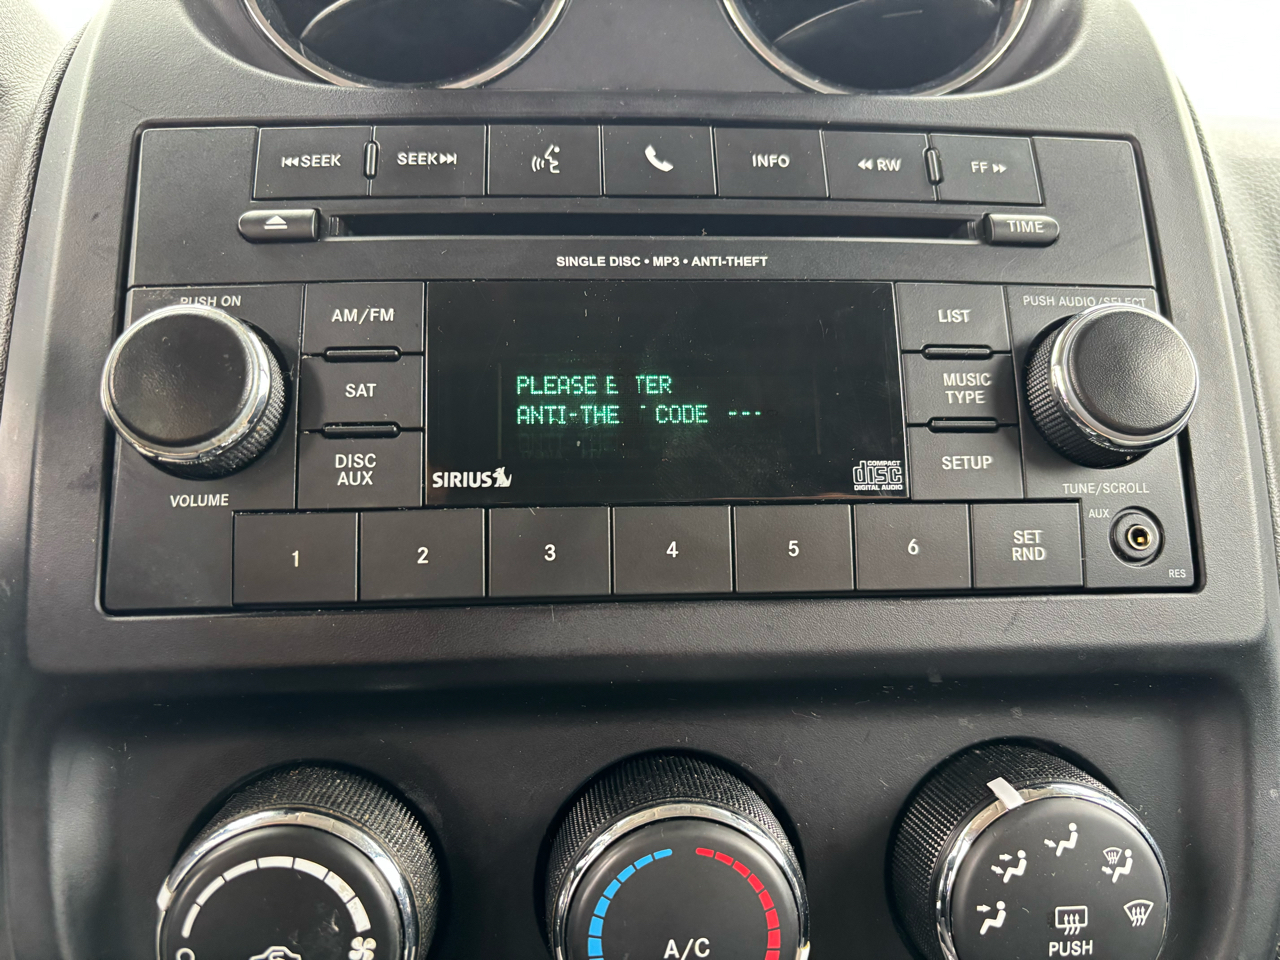 SEEK
SEEK
INFO
RW
FF
TIME
SINGLE DISC • MP3 • ANTI-THEFT
PUSH ON
AM/FM
LIST
PUSH AUDIO/SELECT
SAT
MUSIC
TYPE
PLEASE E TER
ANTI-THE CODE ---
DISC
AUX
SETUP
SIRIUS
COMPACT
disc
DIGITAL AUDIO
VOLUME
TUNE/SCROLL
AUX
1
2
3
4
5
6
SET
RND
RES
A/C
PUSH